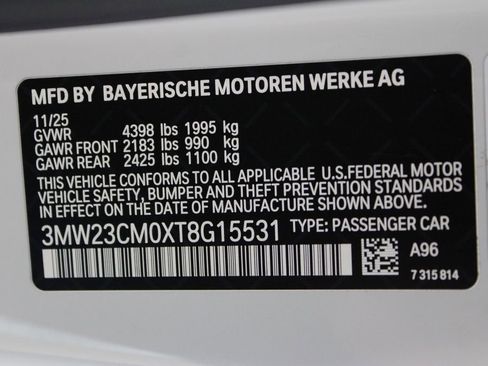 MFD BY BAYERISCHE MOTOREN WERKE AG
11/25
GVWR 4398 lbs 1995 kg
GAWR FRONT 2183 lbs 990 kg
GAWR REAR 2425 lbs 1100 kg
THIS VEHICLE CONFORMS TO ALL APPLICABLE U.S.FEDERAL MOTOR
VEHICLE SAFETY, BUMPER AND THEFT PREVENTION STANDARDS
IN EFFECT ON THE DATE OF MANUFACTURE SHOWN ABOVE.
3MW23CM0XT8G15531 TYPE: PASSENGER CAR
A96
7 315 814